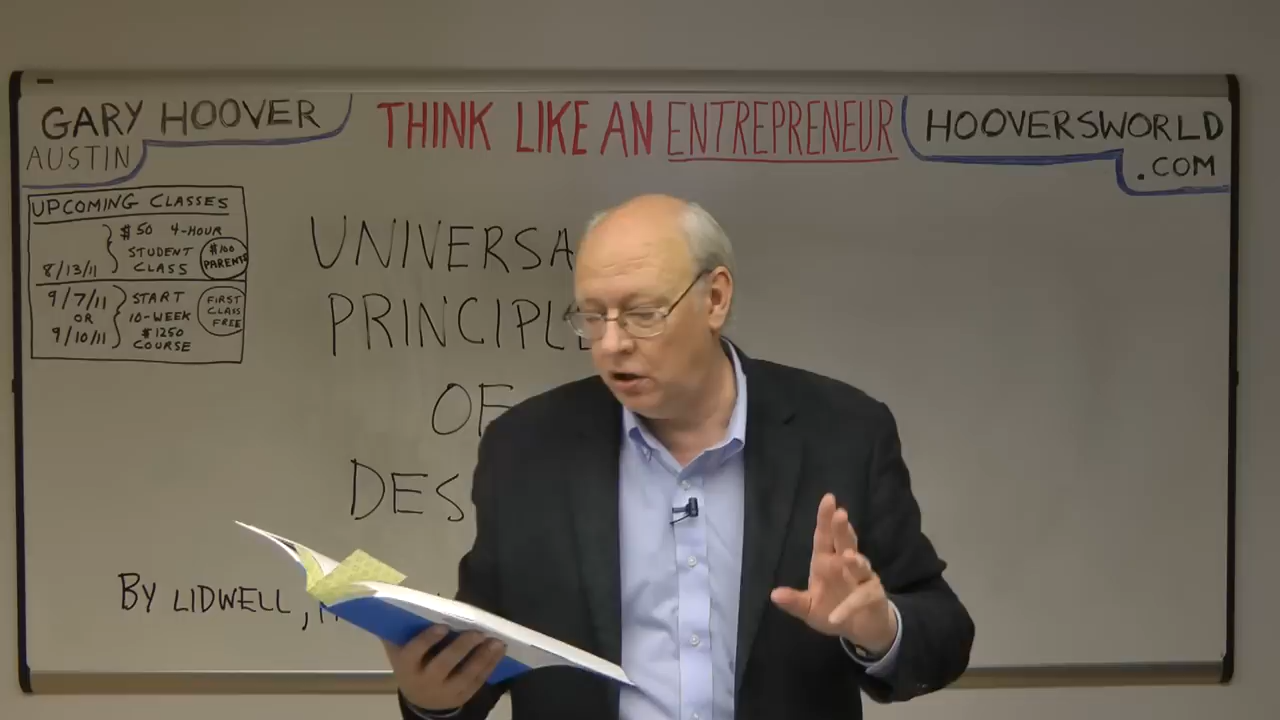 GARY HOOVER
AUSTIN
THINK LIKE AN ENTREPRENEUR
HOOVERSWORLD
.COM
UPCOMING CLASSES
8/13/11 } $50 4-HOUR
STUDENT
CLASS
$100
PARENTS
9/7/11
OR
9/10/11 } START
10-WEEK
$1250
COURSE
FIRST
CLASS
FREE
UNIVERSA
PRINCIPL
OF
DES
BY LIDWELL,